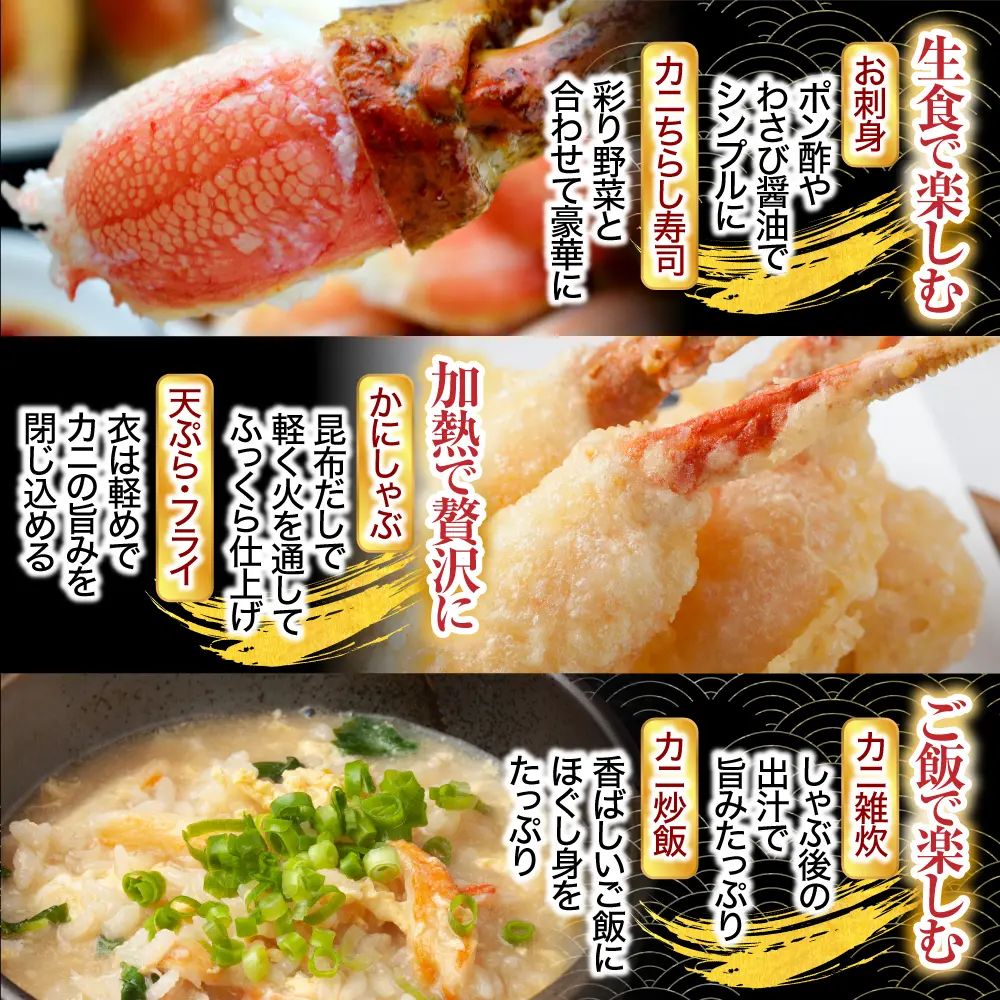 生食で楽しむ
お刺身
ポン酢や
わさび醤油で
シンプルに
カニちらし寿司
彩り野菜と
合わせて豪華に
加熱で贅沢に
かにしゃぶ
昆布だしで
軽く火を通して
ふっくら仕上げ
天ぷら・フライ
衣は軽めで
カニの旨みを
閉じ込める
ご飯で楽しむ
カニ雑炊
しゃぶ後の
出汁で
旨みたっぷり
カニ炒飯
香ばしいご飯に
ほぐし身を
たっぷり